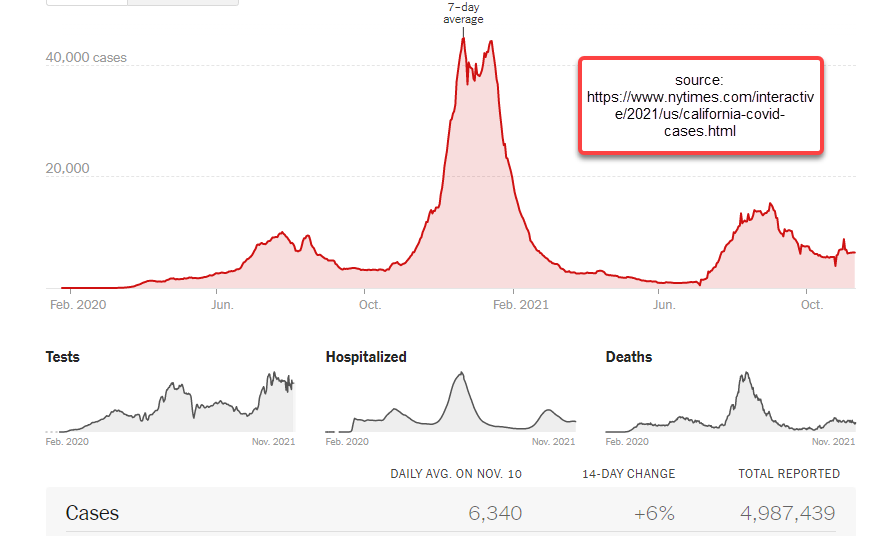 7–day
average
40,000 cases
source:
https://www.nytimes.com/interactiv
e/2021/us/california-covid-
cases.html
20,000
Feb. 2020 Jun. Oct. Feb. 2021 Jun. Oct.
Tests Hospitalized Deaths
Feb. 2020 Nov. 2021 Feb. 2020 Nov. 2021 Feb. 2020 Nov. 2021
DAILY AVG. ON NOV. 10 14-DAY CHANGE TOTAL REPORTED
Cases 6,340 +6% 4,987,439